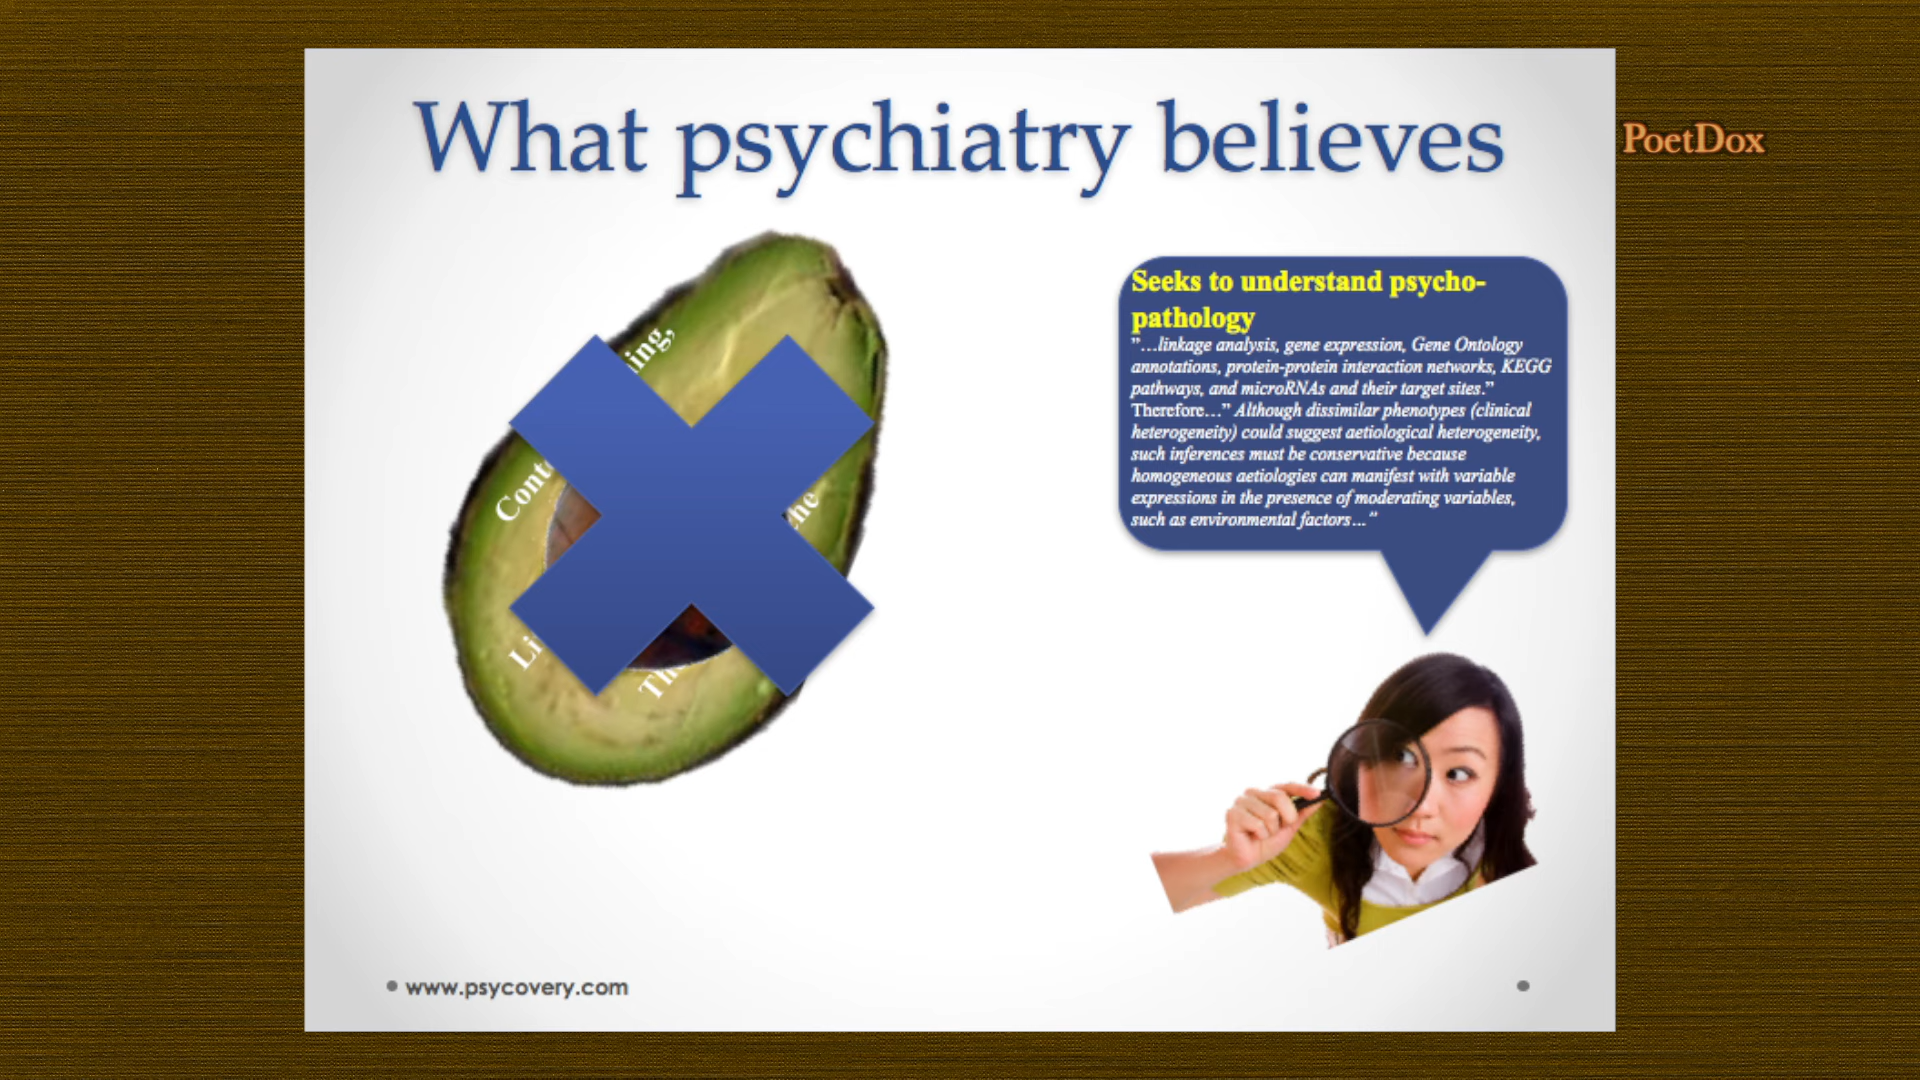 What psychiatry believes
PoetDox
Seeks to understand psycho-
pathology
”…linkage analysis, gene expression, Gene Ontology
annotations, protein-protein interaction networks, KEGG
pathways, and microRNAs and their target sites.”
Therefore…” Although dissimilar phenotypes (clinical
heterogeneity) could suggest aetiological heterogeneity,
such inferences must be conservative because
homogeneous aetiologies can manifest with variable
expressions in the presence of moderating variables,
such as environmental factors…”
www.psycovery.com